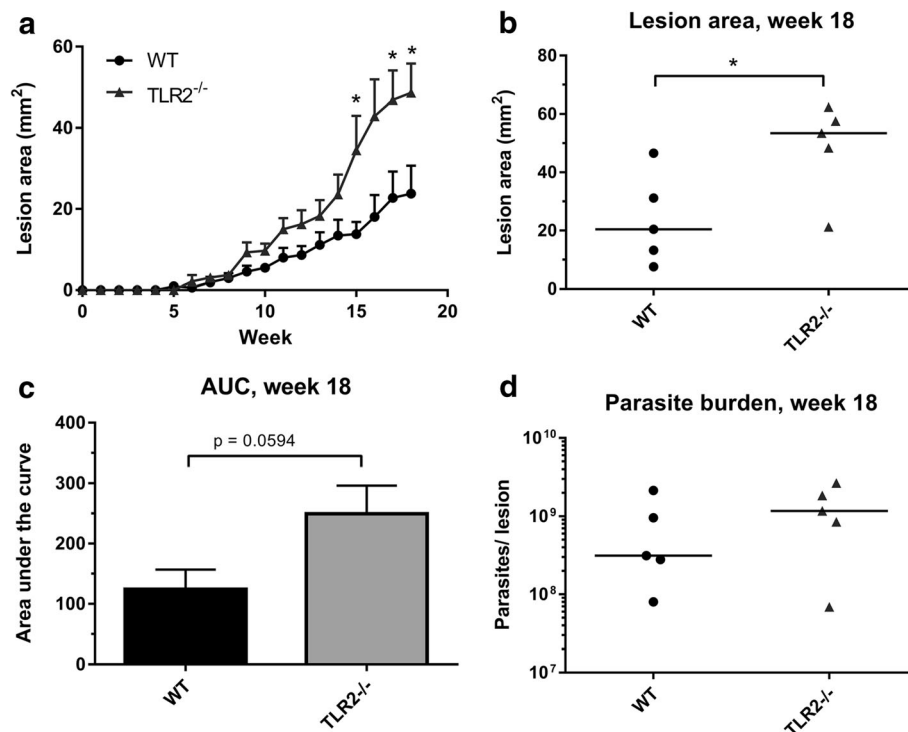 a
60
40
20
0
Lesion area (mm²)
WT
TLR2⁻/⁻
*
*
*
0 5 10 15 20
Week
b
Lesion area, week 18
80
60
40
20
0
Lesion area (mm²)
*
WT
TLR2-/-
c
AUC, week 18
400
300
200
100
0
Area under the curve
p = 0.0594
WT
TLR2-/-
d
Parasite burden, week 18
10¹⁰
10⁹
10⁸
10⁷
Parasites/ lesion
WT
TLR2-/-